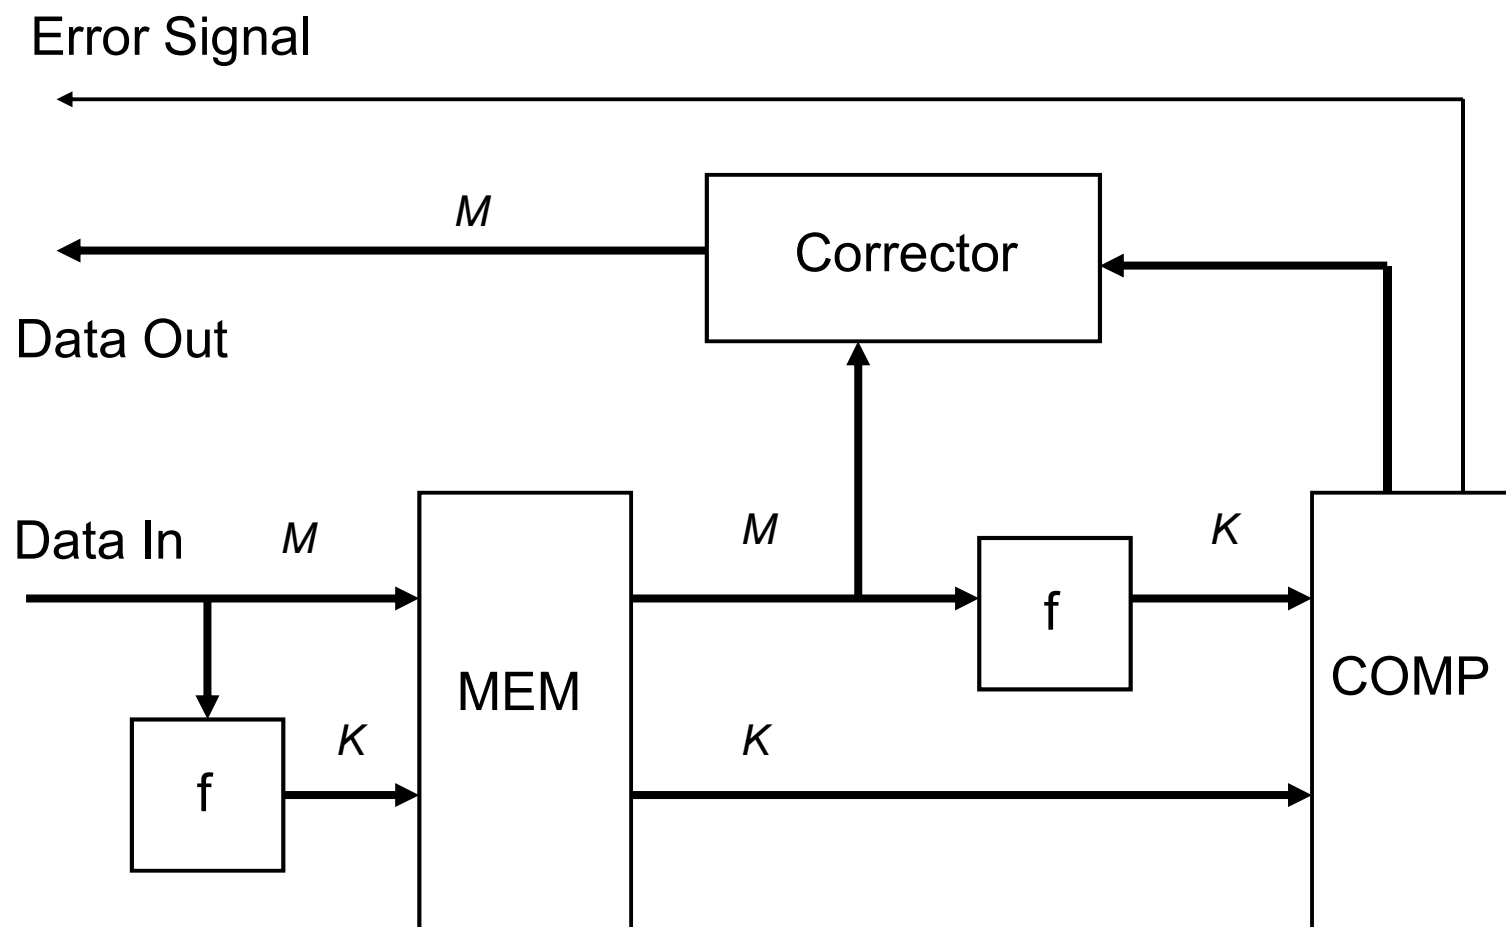 Error Signal
M
Corrector
Data Out
Data In
M
M
K
f
MEM
COMP
K
K
f